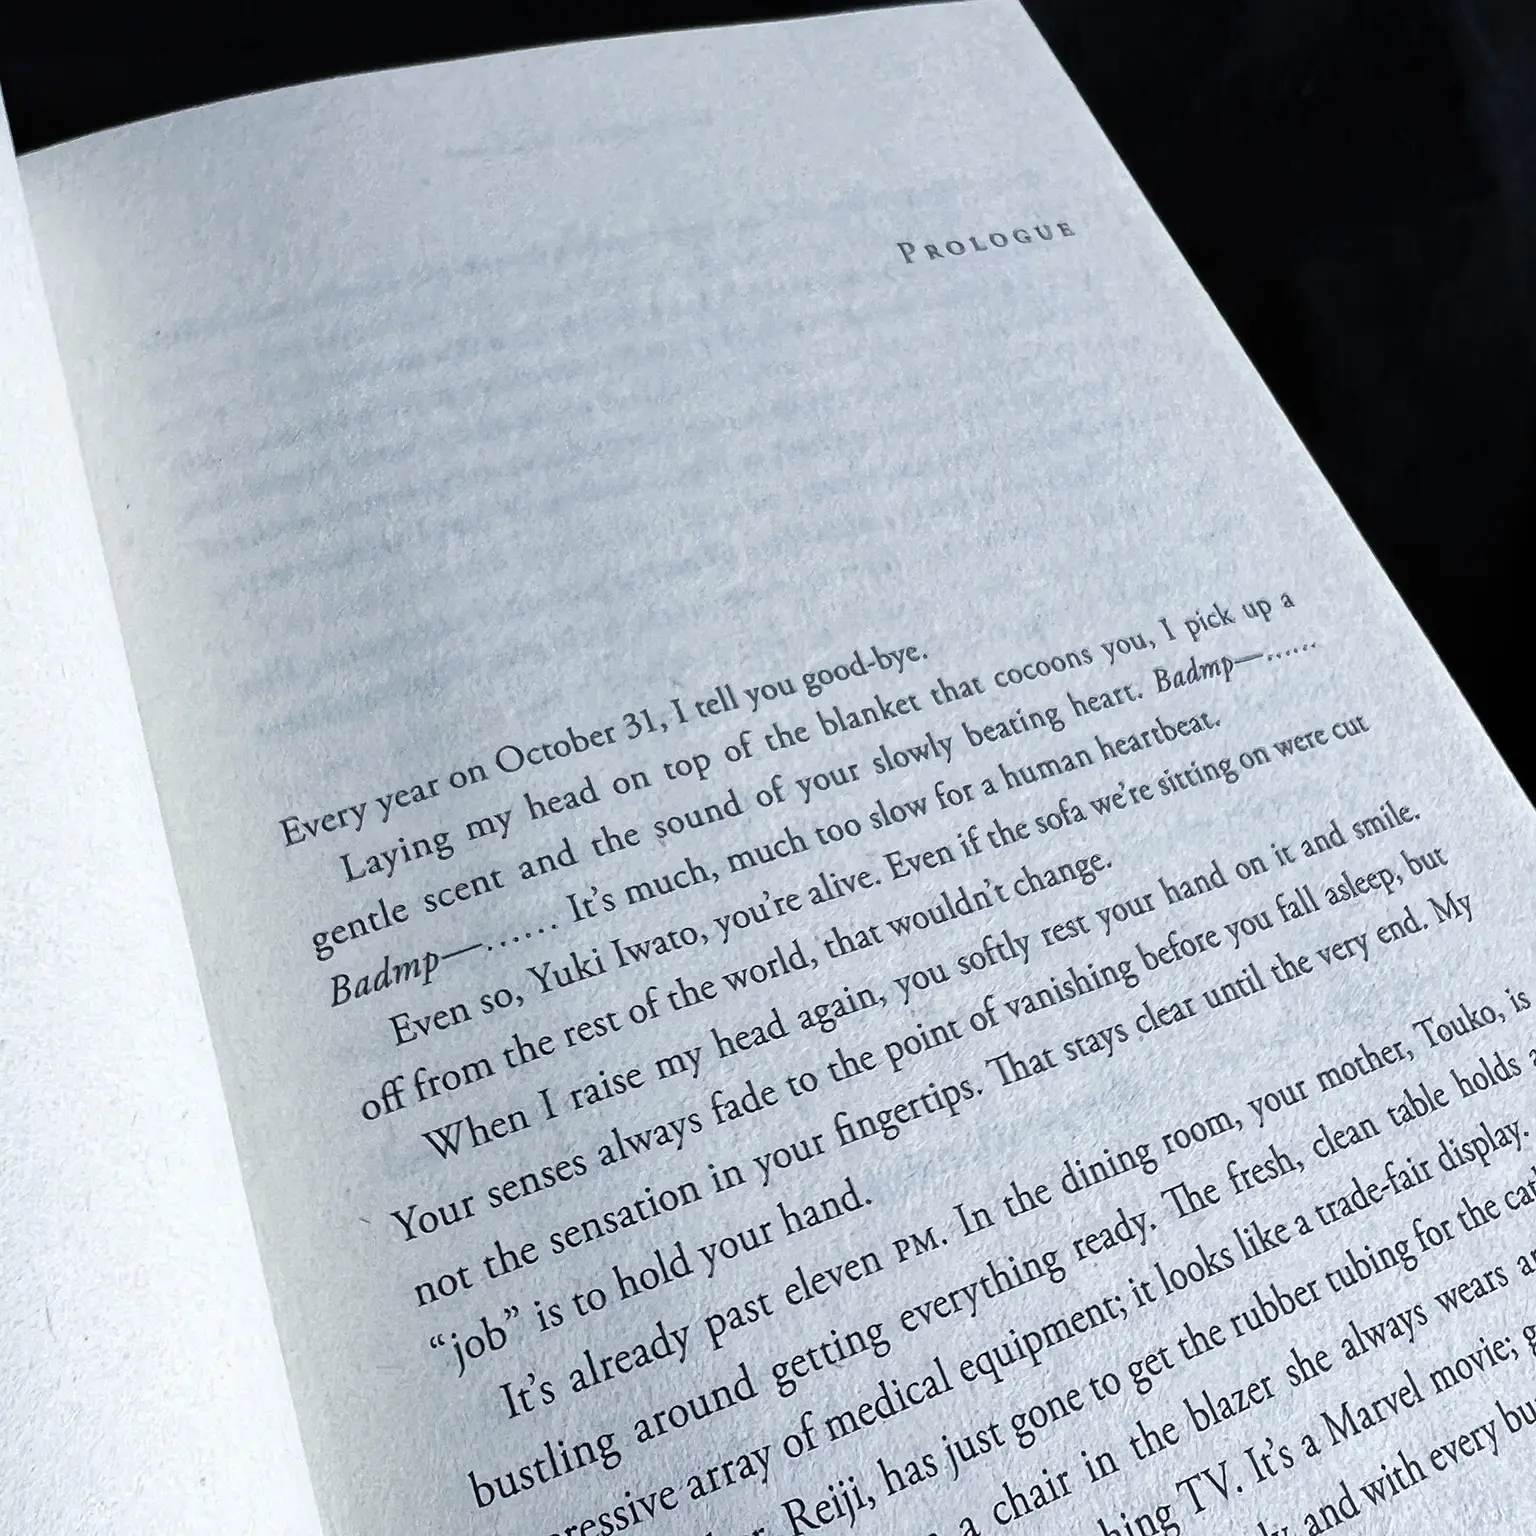 PROLOGUE
Every year on October 31, I tell you good-bye.
Laying my head on top of the blanket that cocoons you, I pick up a
gentle scent and the sound of your slowly beating heart. Badmp—……
Badmp—…… It’s much, much too slow for a human heartbeat.
Even so, Yuki Iwato, you’re alive. Even if the sofa we’re sitting on were cut
off from the rest of the world, that wouldn’t change.
When I raise my head again, you softly rest your hand on it and smile.
Your senses always fade to the point of vanishing before you fall asleep, but
not the sensation in your fingertips. That stays clear until the very end. My
“job” is to hold your hand.
It’s already past eleven PM. In the dining room, your mother, Touko, is
bustling around getting everything ready. The fresh, clean table holds
array of medical equipment; it looks like a trade-fair display.
Reiji, has just gone to get the rubber tubing for the
a chair in the blazer she always wears
TV. It’s a Marvel movie;
and with every